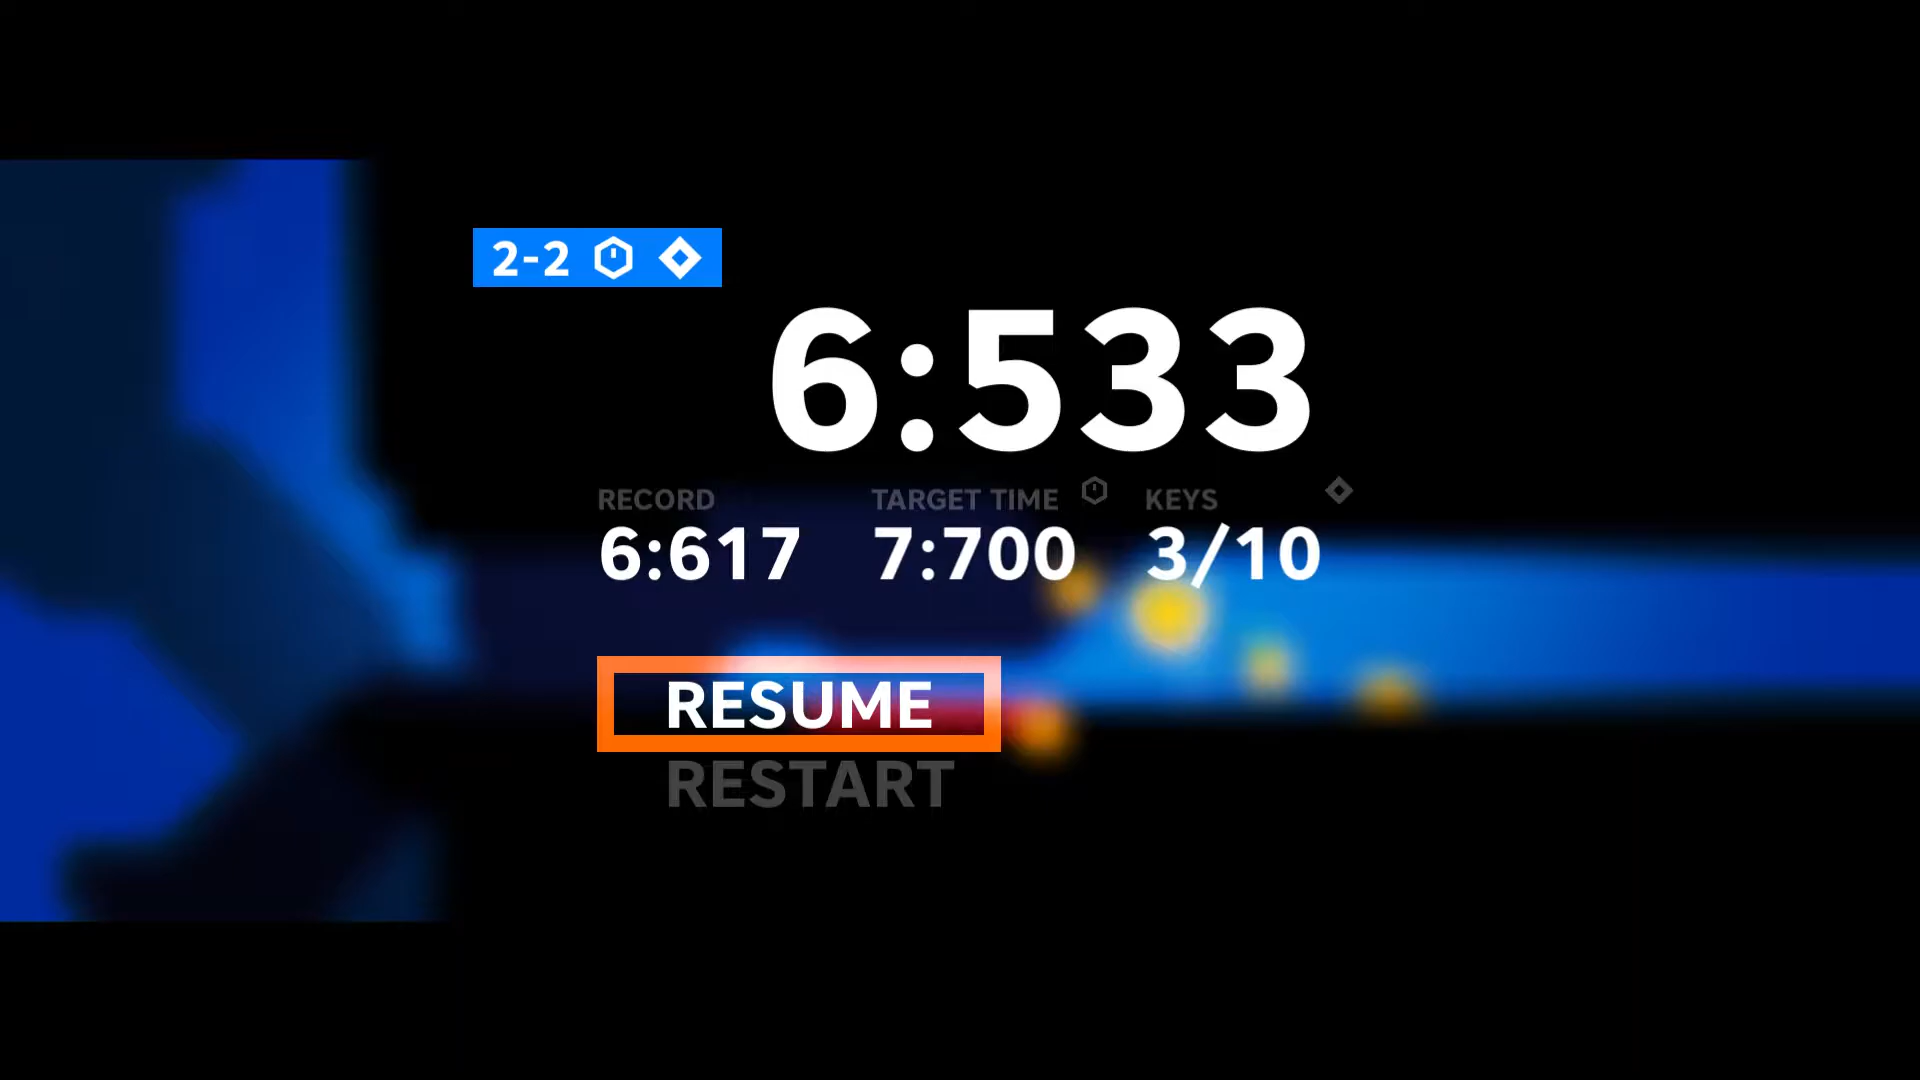 2-2
6:533
RECORD TARGET TIME KEYS
6:617 7:700 3/10
RESUME
RESTART